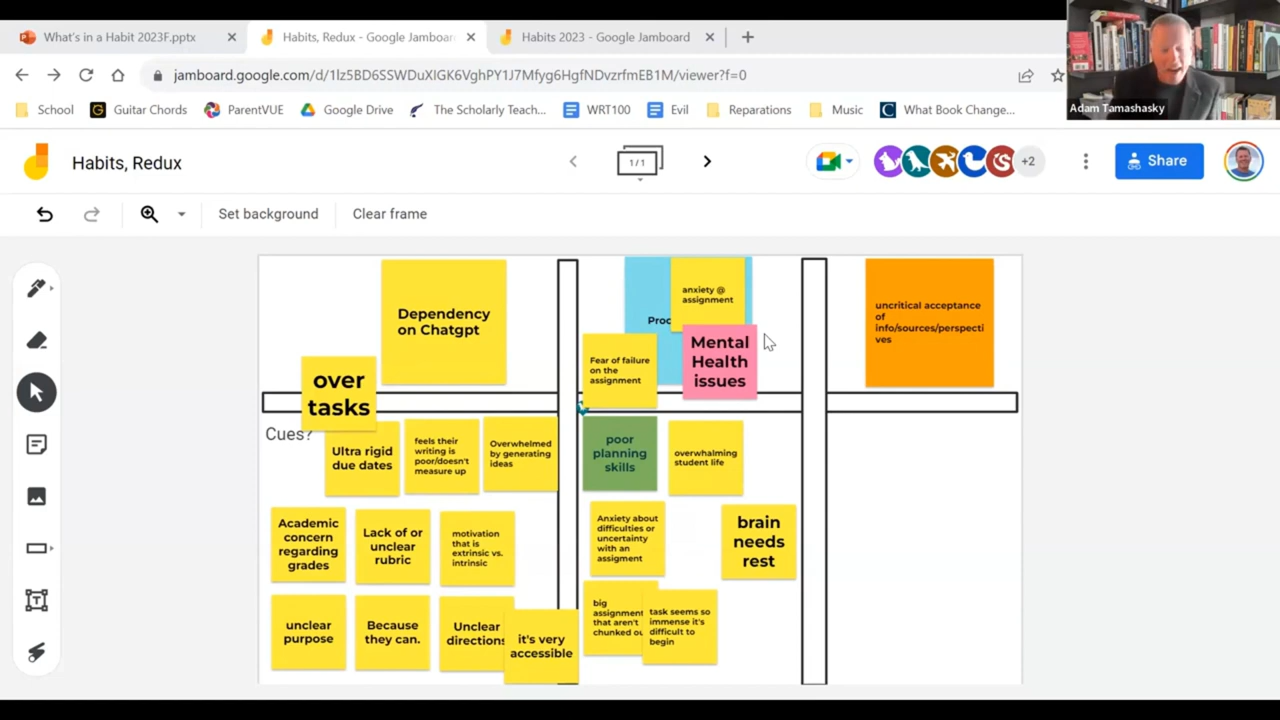 What's in a Habit 2023F.pptx
Habits, Redux - Google Jamboar
Habits 2023 - Google Jamboard
jamboard.google.com/d/1lz5BD6SSWDuXIGK6VghPY1J7Mfyg6HgfNDvzrfmEB1M/viewer?f=0
School
Guitar Chords
ParentVUE
Google Drive
The Scholarly Teach...
WRT100
Evil
Reparations
Music
What Book Change...
Adam Tamashasky
Habits, Redux
1/1
+2
Share
Set background
Clear frame
Dependency
on Chatgpt
over
tasks
Proc
anxiety @
assignment
Fear of failure
on the
assignment
Mental
Health
issues
uncritical acceptance
of
info/sources/perspecti
ves
Cues?
Ultra rigid
due dates
feels their
writing is
poor/doesn't
measure up
Overwhelmed
by generating
ideas
poor
planning
skills
overwhalming
student life
Academic
concern
regarding
grades
Lack of or
unclear
rubric
motivation
that is
extrinsic vs.
intrinsic
Anxiety about
difficulties or
uncertainty
with an
assigment
brain
needs
rest
unclear
purpose
Because
they can.
Unclear
directions
it's very
accessible
big
assignment
that aren't
chunked ou
task seems so
immense it's
difficult to
begin